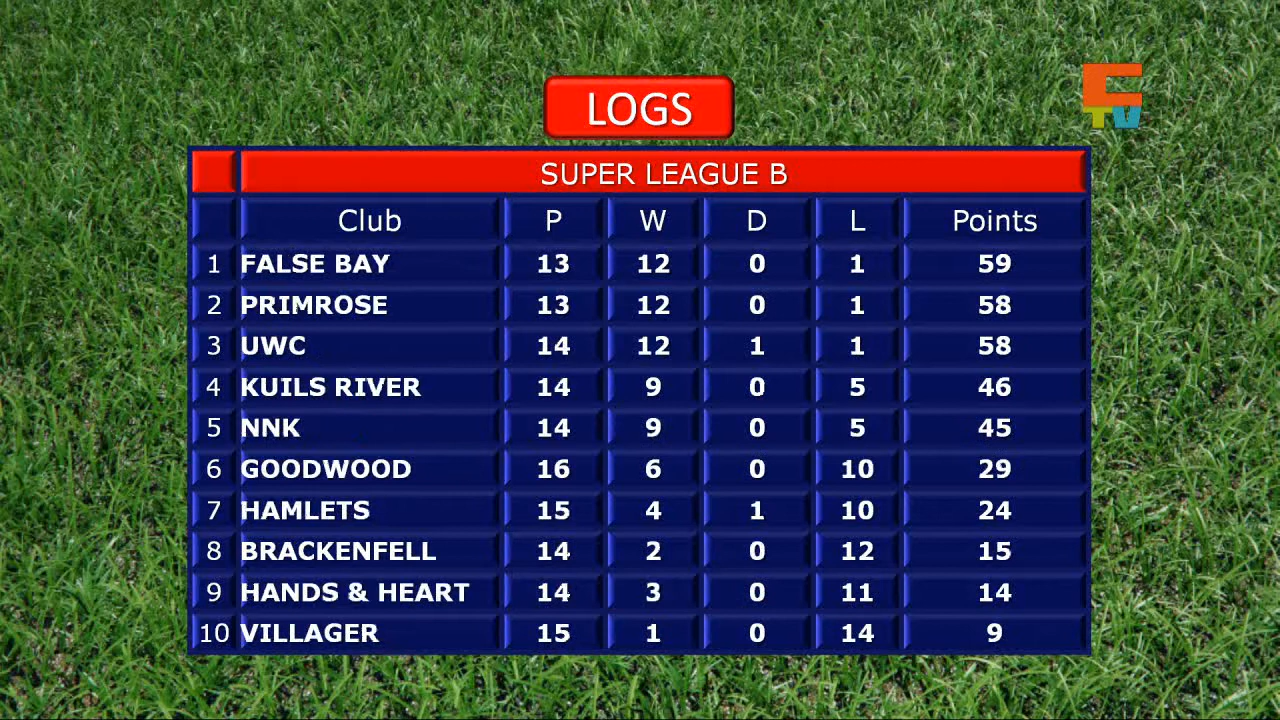 LOGS
C
TV
SUPER LEAGUE B
Club P W D L Points
1 FALSE BAY 13 12 0 1 59
2 PRIMROSE 13 12 0 1 58
3 UWC 14 12 1 1 58
4 KUILS RIVER 14 9 0 5 46
5 NNK 14 9 0 5 45
6 GOODWOOD 16 6 0 10 29
7 HAMLETS 15 4 1 10 24
8 BRACKENFELL 14 2 0 12 15
9 HANDS & HEART 14 3 0 11 14
10 VILLAGER 15 1 0 14 9